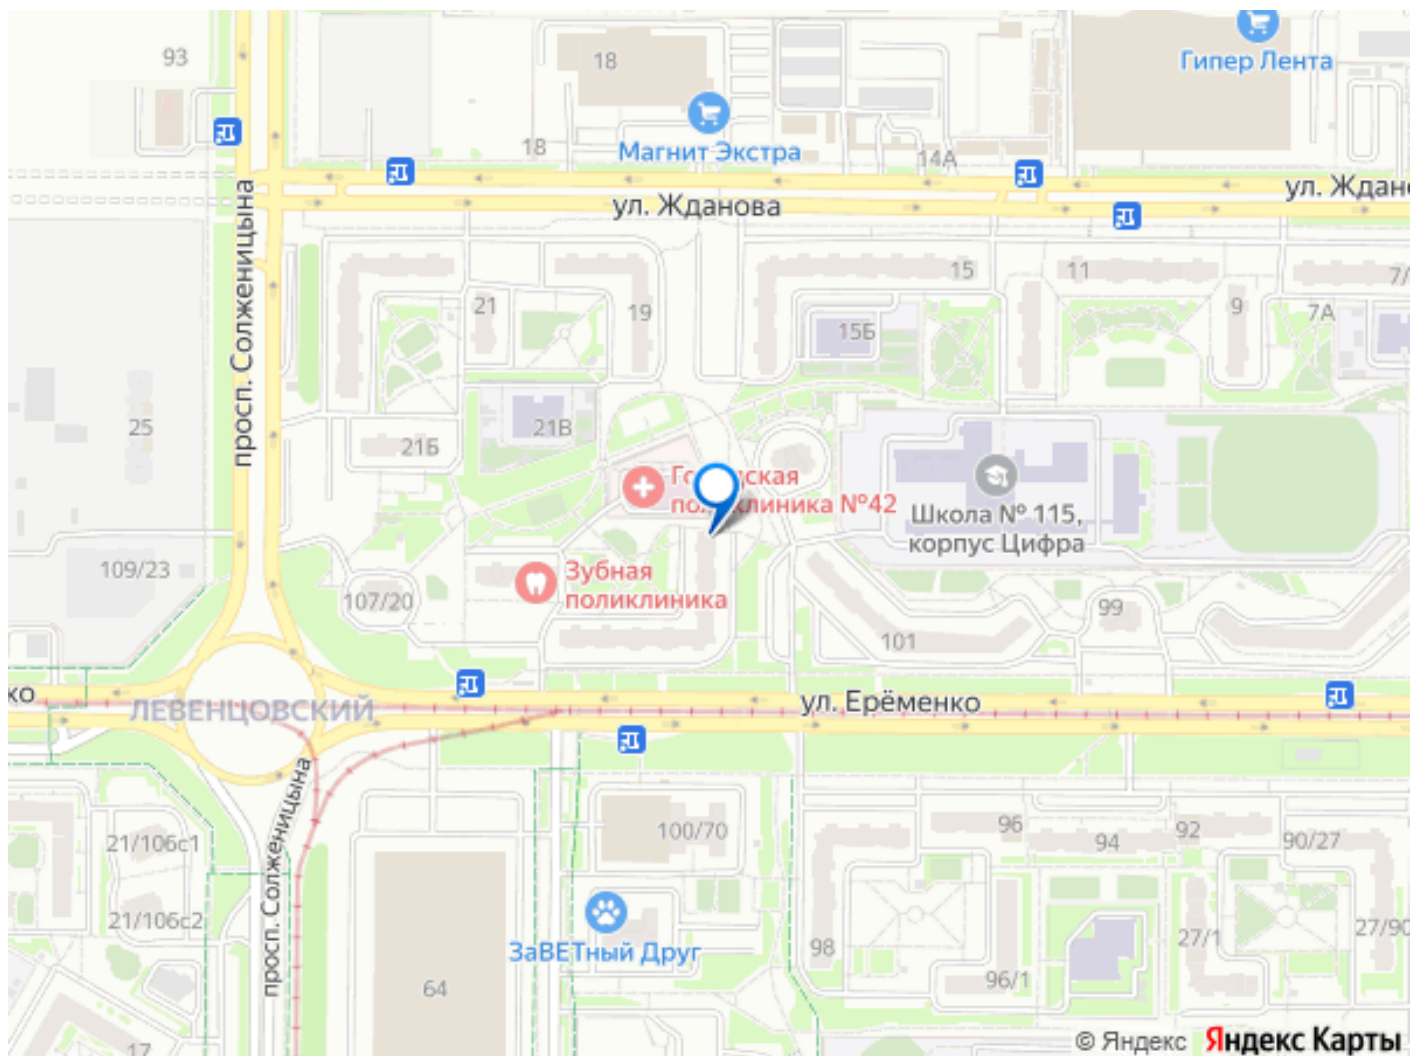 93
18
Гипер Лента
Магнит Экстра
18
14А
ул. Жданова
ул. Ждано
просп. Солженицына
15
11
7/
21
19
15Б
9
7А
25
21Б
21В
Городская
поликлиника №42
Школа № 115,
корпус Цифра
109/23
107/20
Зубная
поликлиника
99
101
ко
ЛЕВЕНЦОВСКИЙ
ул. Ерёменко
просп. Солженицына
21/106с1
100/70
96
94
92
90/27
21/106с2
ЗаВЕТный Друг
98
96/1
27/1
27/90
64
17
© Яндекс Яндекс Карты